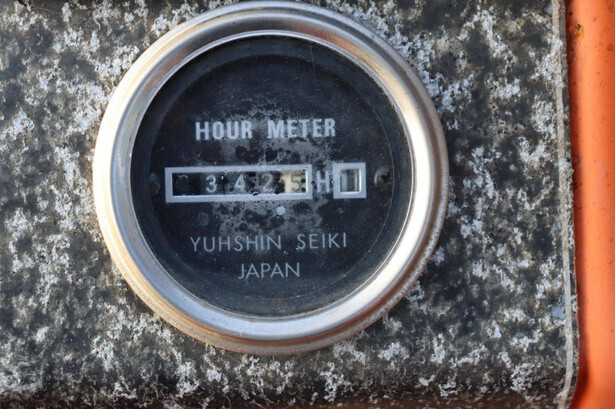 HOUR METER
3425 H
YUHSHIN SEIKI
JAPAN